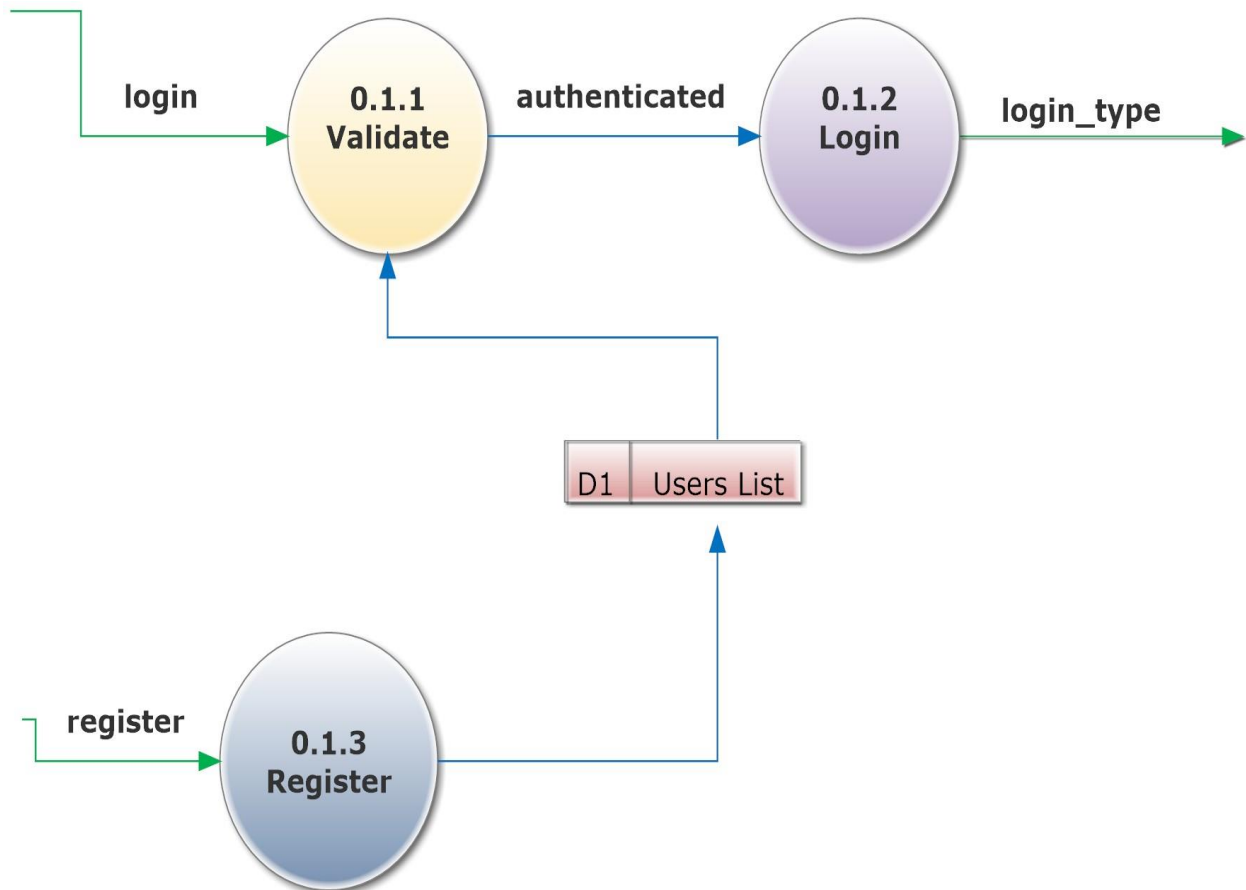 login
0.1.1
Validate
authenticated
0.1.2
Login
login_type
D1
Users List
register
0.1.3
Register